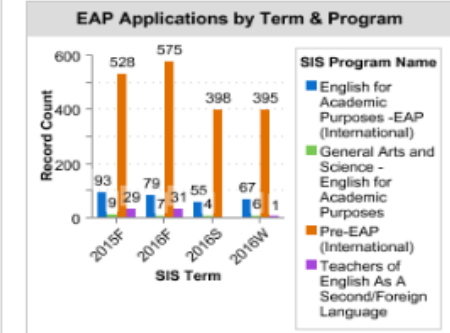 EAP Applications by Term & Program
Record Count
600
400
200
0
93
9
528
29
79
7
575
31
55
4
398
67
6
395
1
2015F
2016F
2016S
2016W
SIS Term
SIS Program Name
English for
Academic
Purposes -EAP
(International)
General Arts and
Science -
English for
Academic
Purposes
Pre-EAP
(International)
Teachers of
English As A
Second/Foreign
Language